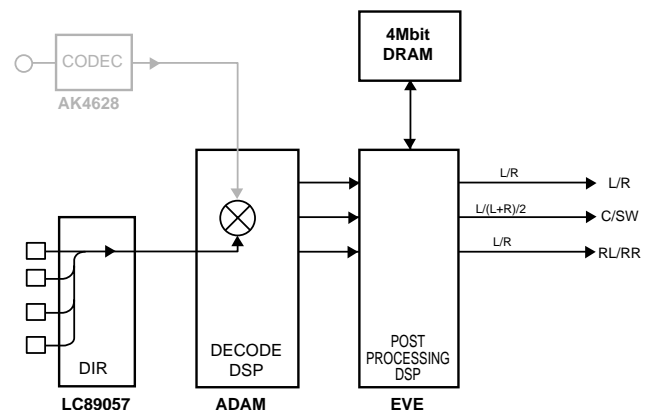 4Mbit
DRAM
CODEC
AK4628
L/R
L/R
L/(L+R)/2
C/SW
L/R
RL/RR
DIR
DECODE
DSP
POST
PROCESSING
DSP
LC89057
ADAM
EVE